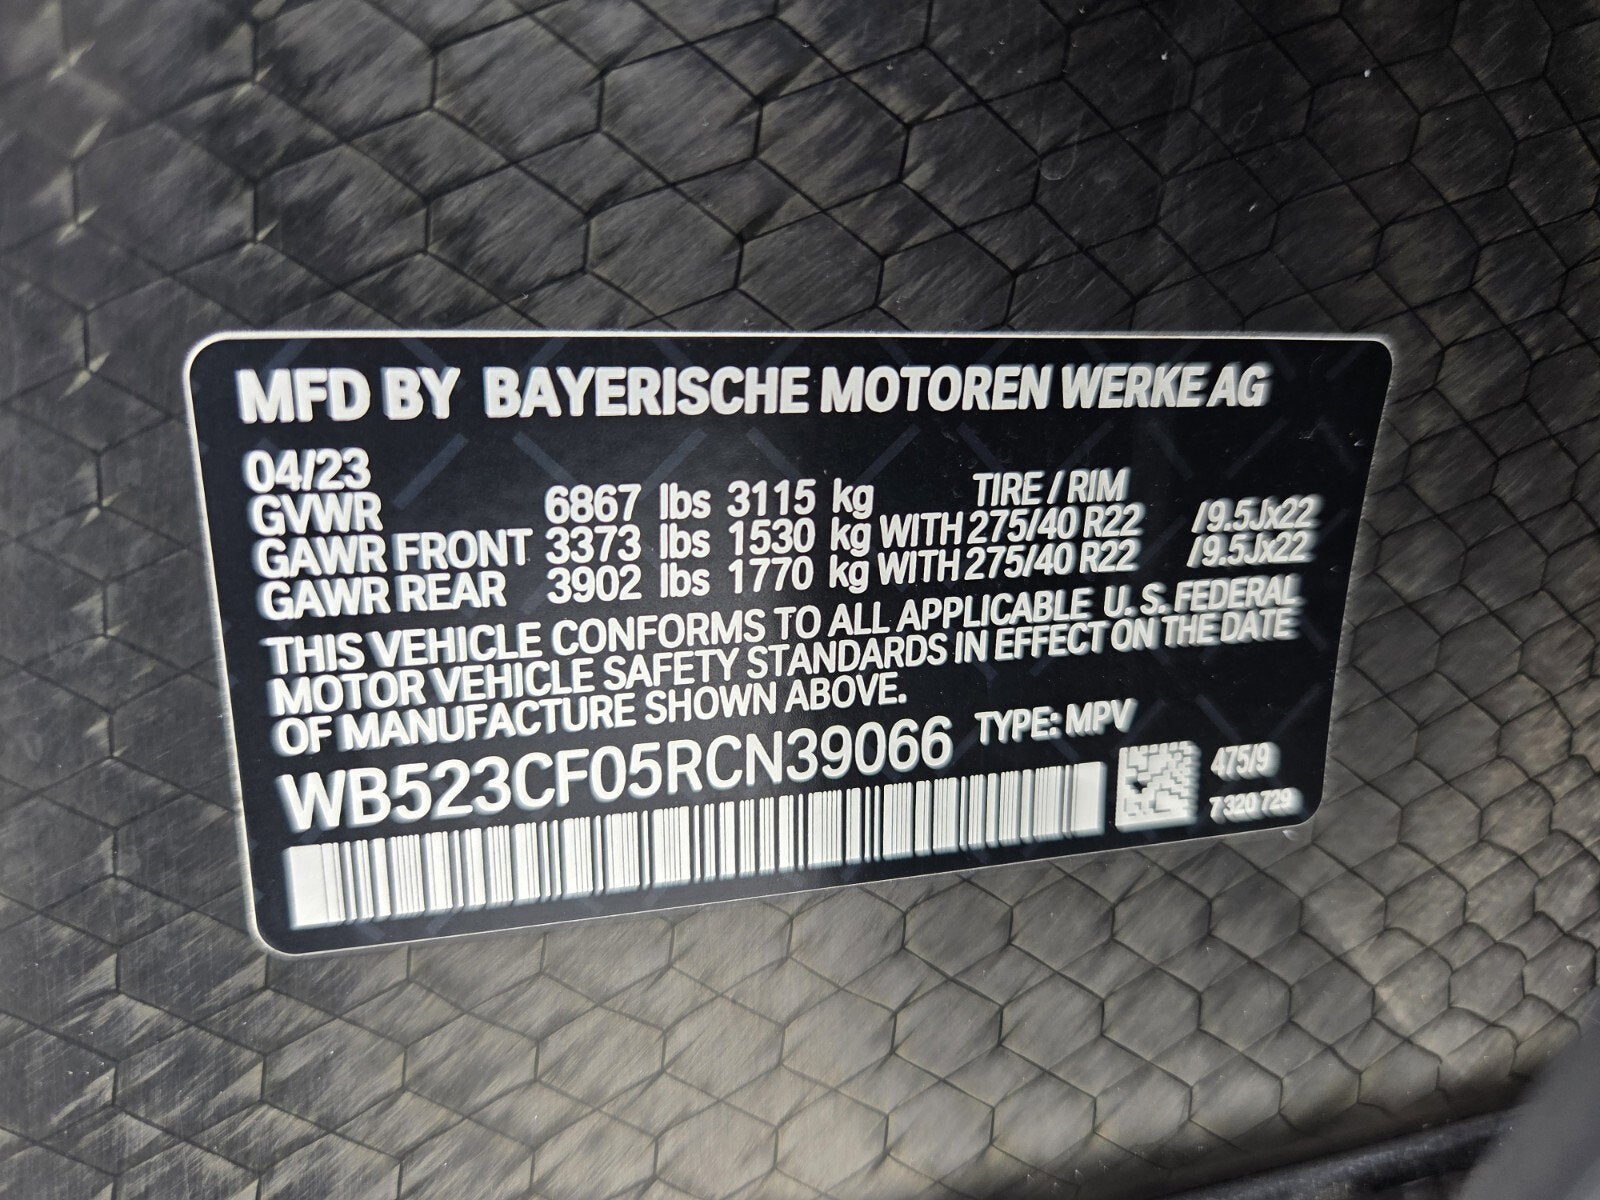 MFD BY BAYERISCHE MOTOREN WERKE AG
04/23
GVWR 6867 lbs 3115 kg TIRE / RIM
GAWR FRONT 3373 lbs 1530 kg WITH 275/40 R22 /9.5Jx22
GAWR REAR 3902 lbs 1770 kg WITH 275/40 R22 /9.5Jx22
THIS VEHICLE CONFORMS TO ALL APPLICABLE U. S. FEDERAL
MOTOR VEHICLE SAFETY STANDARDS IN EFFECT ON THE DATE
OF MANUFACTURE SHOWN ABOVE.
WB523CF05RCN39066 TYPE: MPV
475/9
7 320 729